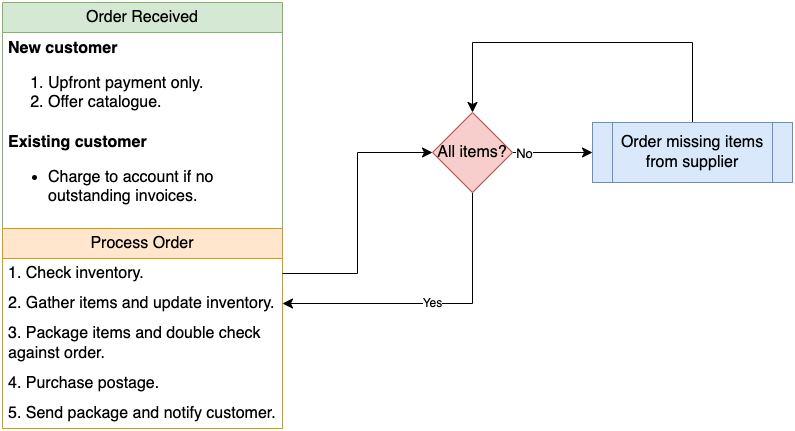 Order Received
New customer
1. Upfront payment only.
2. Offer catalogue.
Existing customer
• Charge to account if no
outstanding invoices.
Process Order
1. Check inventory.
2. Gather items and update inventory.
3. Package items and double check
against order.
4. Purchase postage.
5. Send package and notify customer.
All items?
No
Order missing items
from supplier
Yes